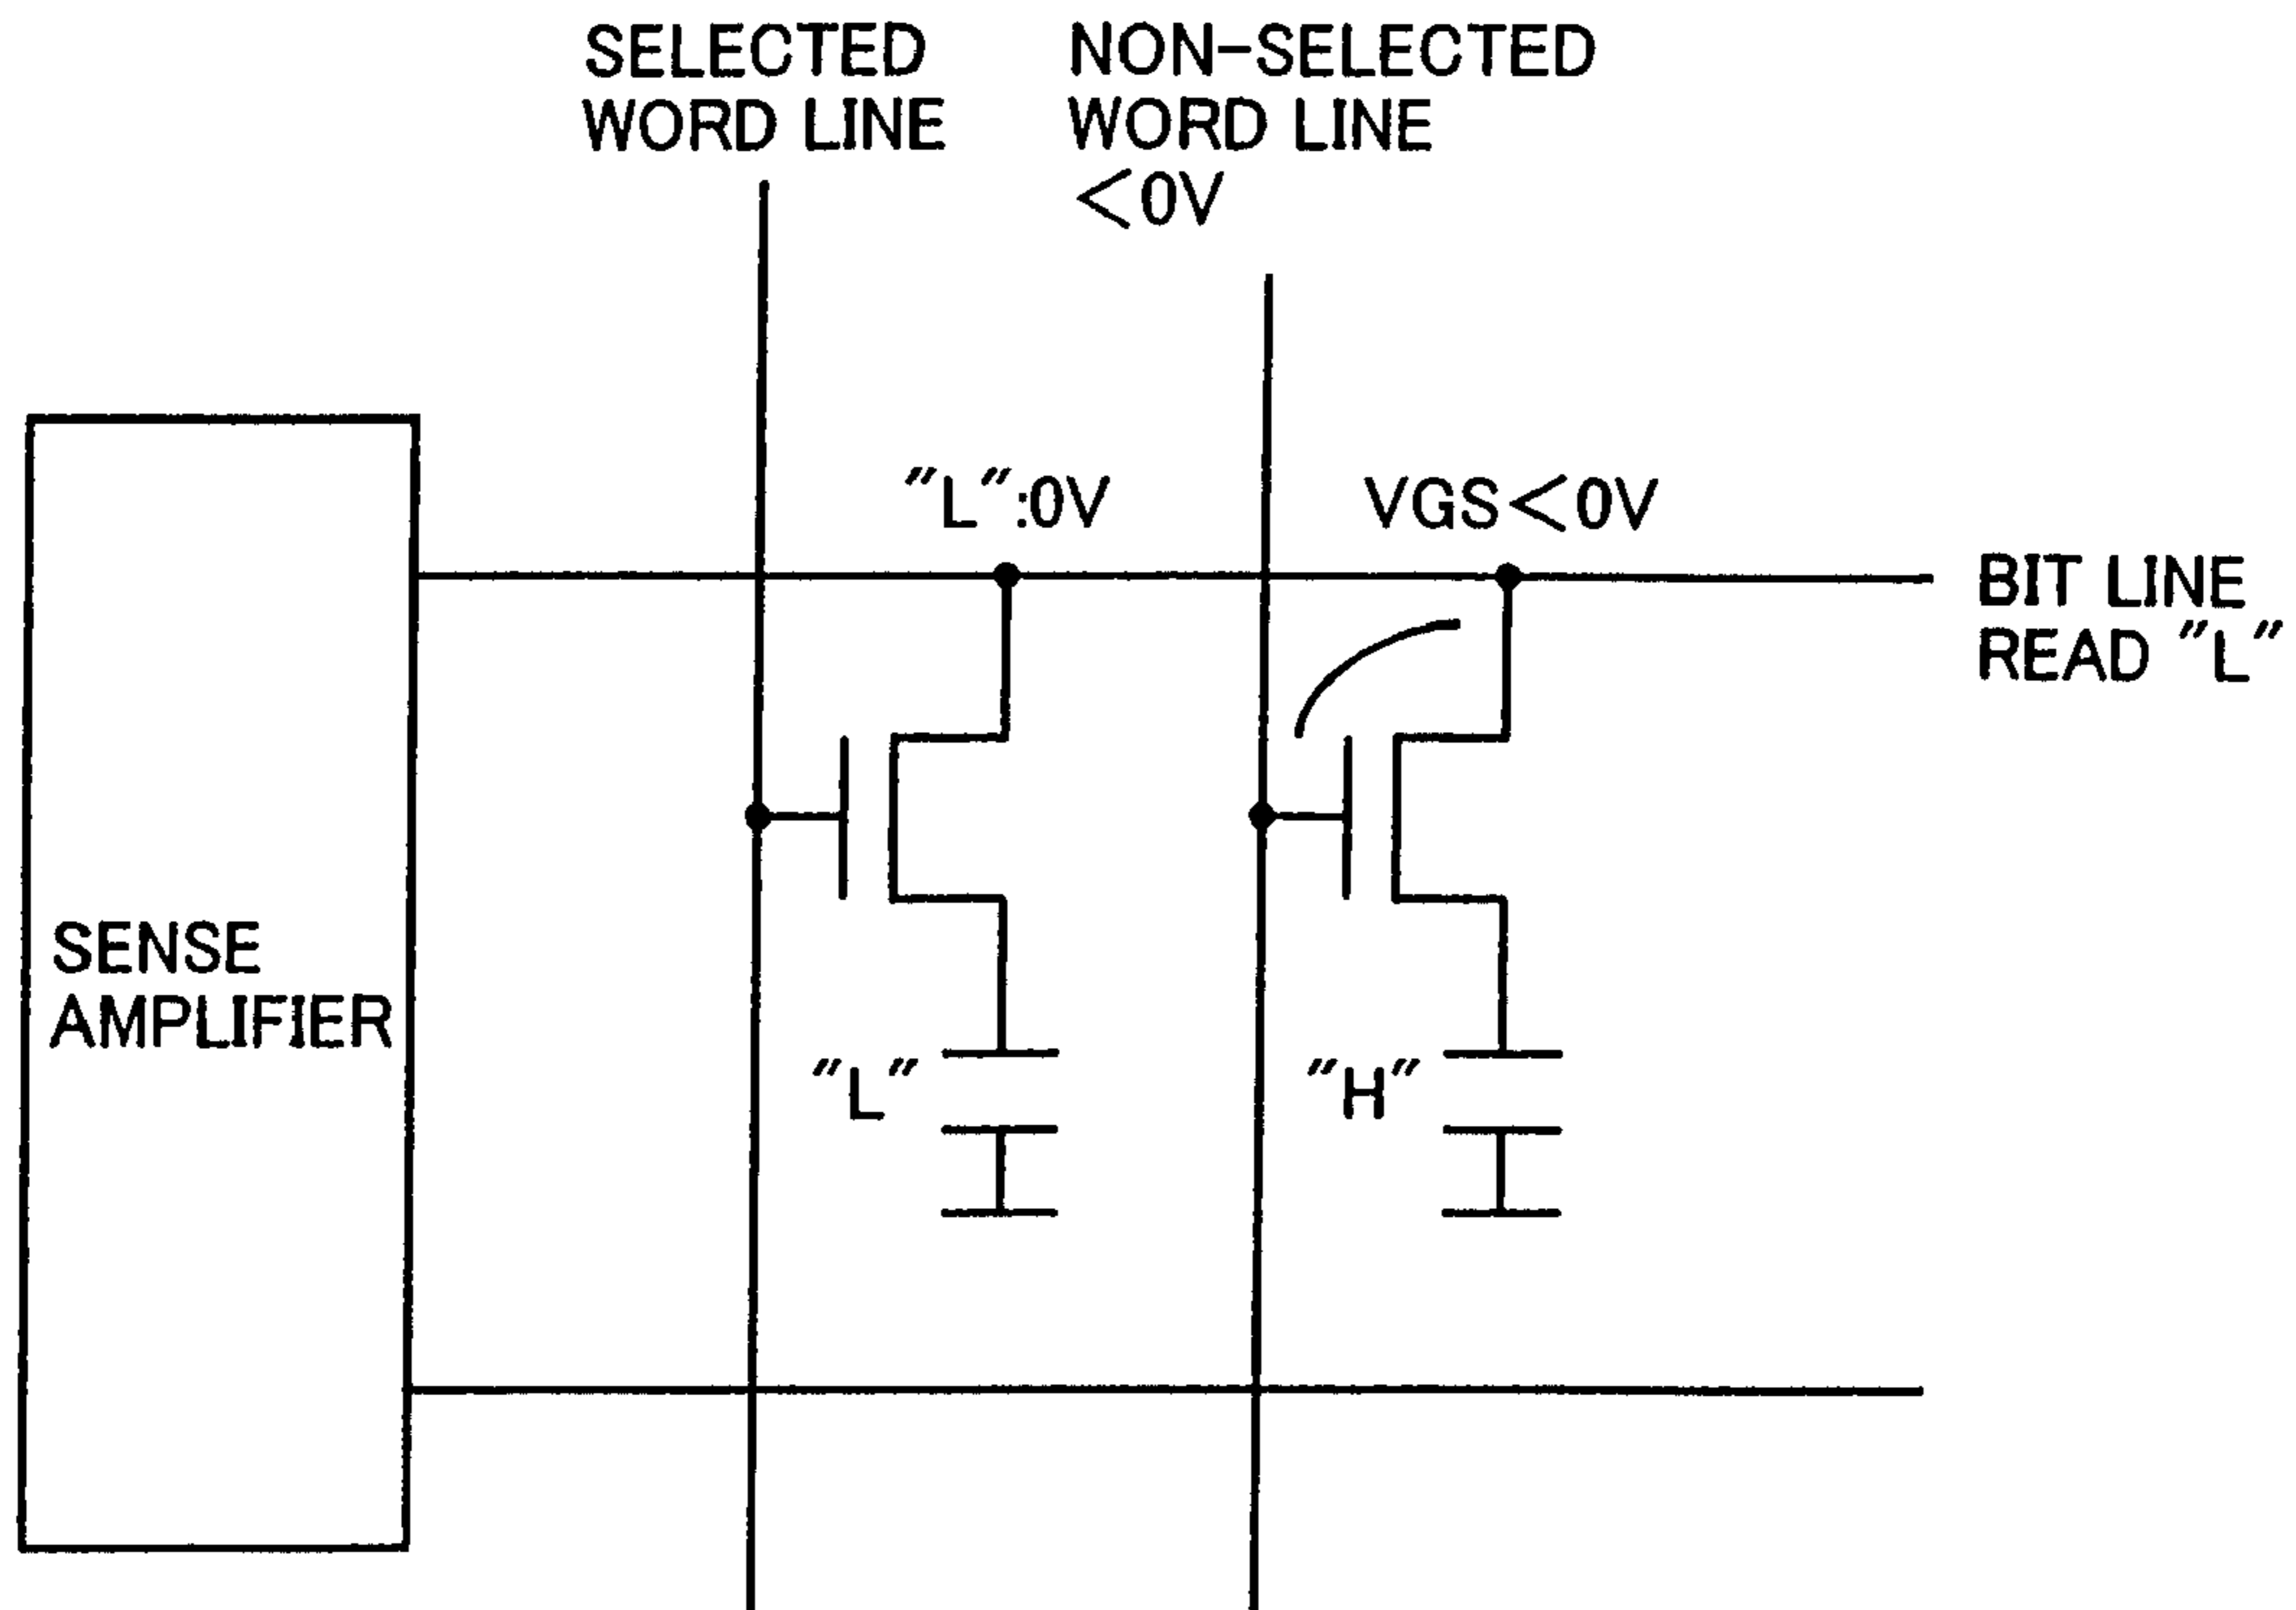 SELECTED
WORD LINE
NON-SELECTED
WORD LINE
<0V
"L":0V
VGS<0V
BIT LINE
READ "L"
SENSE
AMPLIFIER
"L"
"H"